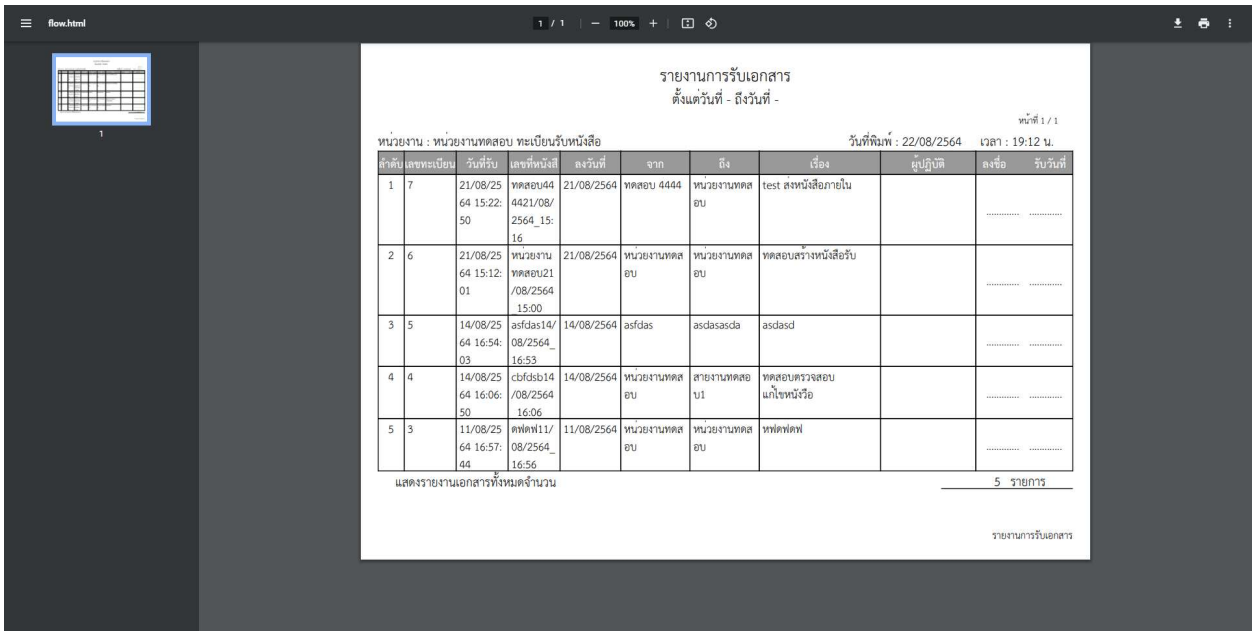 flow.html
1 / 1
100%
1
รายงานการรับเอกสาร
ตั้งแต่วันที่ - ถึงวันที่ -
หน้าที่ 1 / 1
หน่วยงาน : หน่วยงานทดสอบ ทะเบียนรับหนังสือ วันที่พิมพ์ : 22/08/2564 เวลา : 19:12 น.
ลำดับ เลขทะเบียน วันที่รับ เลขที่หนังสื ลงวันที่ จาก ถึง เรื่อง ผู้ปฏิบัติ ลงชื่อ รับวันที่
1 7 21/08/25 ทดสอบ44 21/08/2564 ทดสอบ 4444 หน่วยงานทดส test ส่งหนังสือภายใน
64 15:22: 4421/08/ อบ
50 2564_15: ............. .............
16
2 6 21/08/25 หน่วยงาน 21/08/2564 หน่วยงานทดส หน่วยงานทดส ทดสอบสร้างหนังสือรับ
64 15:12: ทดสอบ21 อบ อบ
01 /08/2564 ............. .............
_15:00
3 5 14/08/25 asfdas14/ 14/08/2564 asfdas asdasasda asdasd
64 16:54: 08/2564_ ............. .............
03 16:53
4 4 14/08/25 cbfdsb14 14/08/2564 หน่วยงานทดส สายงานทดสอ ทดสอบตรวจสอบ
64 16:06: /08/2564 อบ บ1 แก้ไขหนังวือ ............. .............
50 _16:06
5 3 11/08/25 ดฟดฟ11/ 11/08/2564 หน่วยงานทดส หน่วยงานทดส หฟดฟดฟ
64 16:57: 08/2564_ อบ อบ ............. .............
44 16:56
แสดงรายงานเอกสารทั้งหมดจำนวน 5 รายการ
รายงานการรับเอกสาร